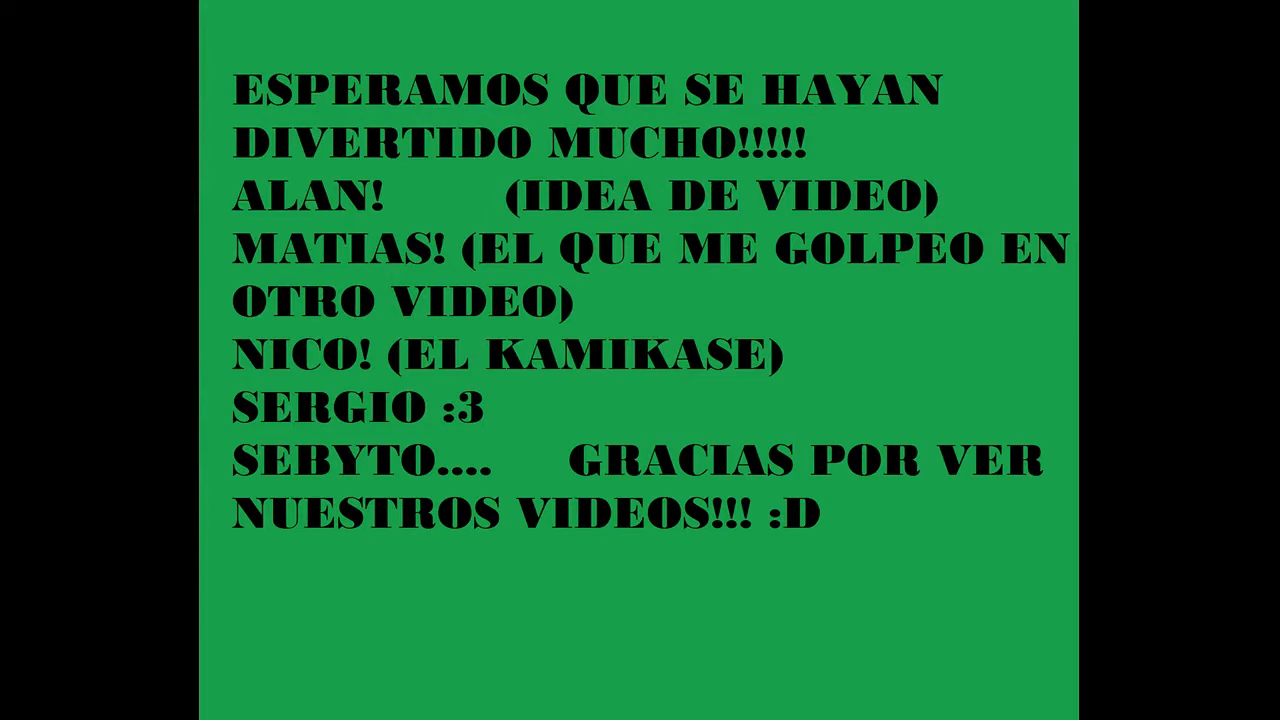 ESPERAMOS QUE SE HAYAN
DIVERTIDO MUCHO!!!!!
ALAN! (IDEA DE VIDEO)
MATIAS! (EL QUE ME GOLPEO EN
OTRO VIDEO)
NICO! (EL KAMIKASE)
SERGIO :3
SEBYTO.... GRACIAS POR VER
NUESTROS VIDEOS!!! :D